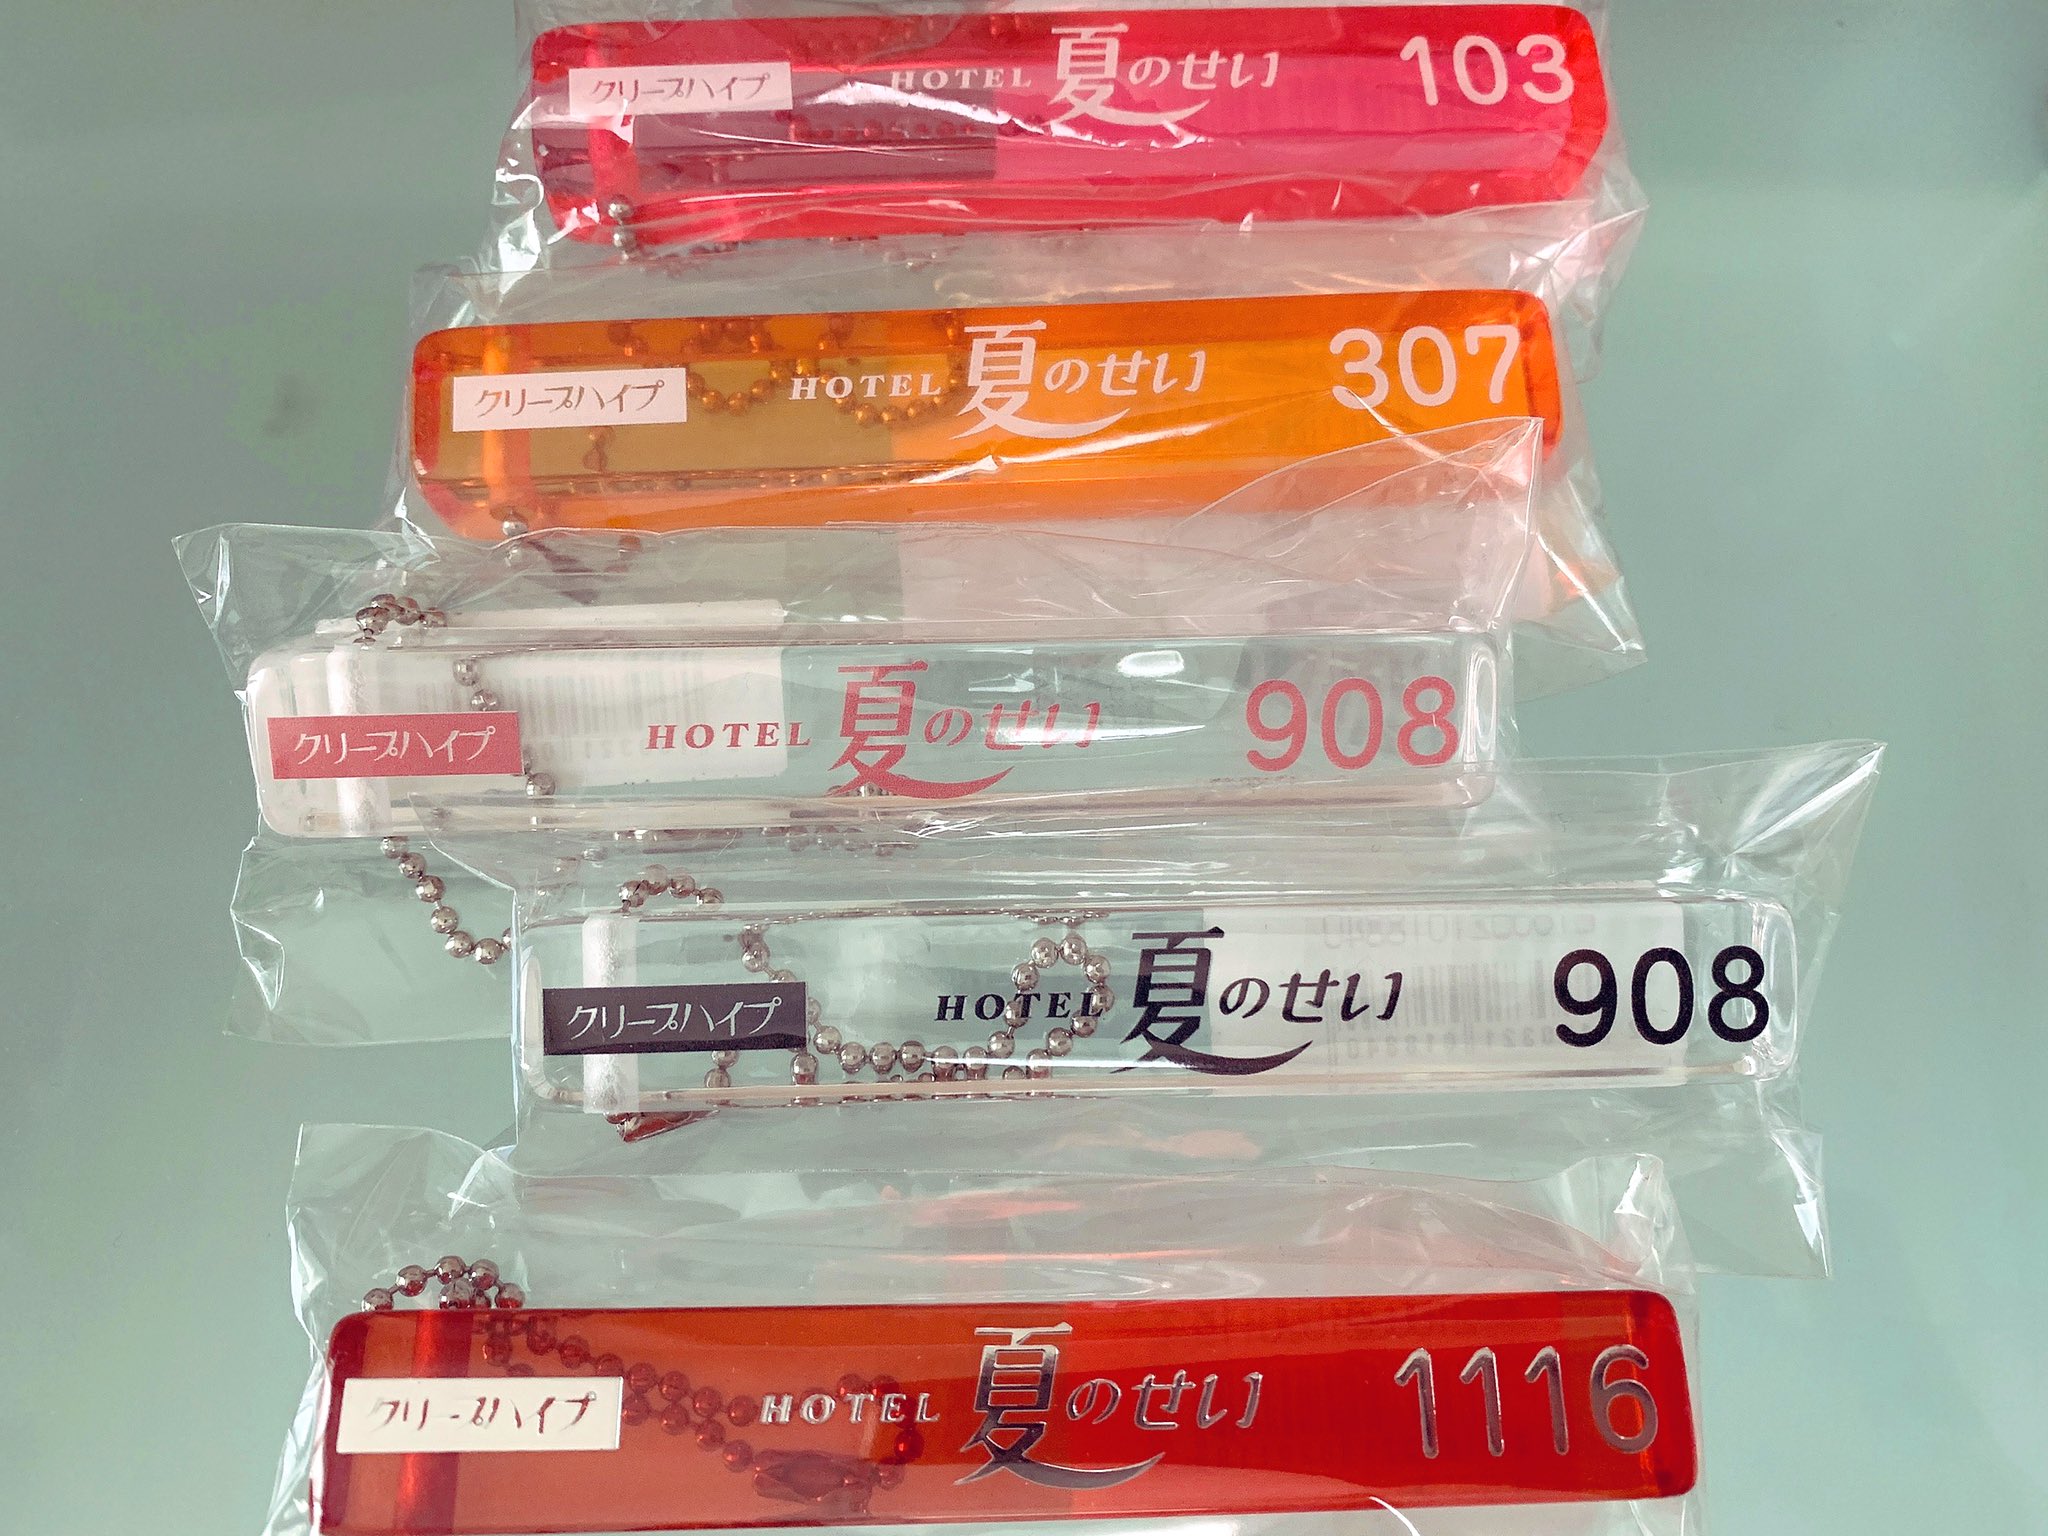 クリープハイプ HOTEL 夏のせい 103
クリープハイプ HOTEL 夏のせい 307
クリープハイプ HOTEL 夏のせい 908
クリープハイプ HOTEL 夏のせい 908
クリープハイプ HOTEL 夏のせい 1116